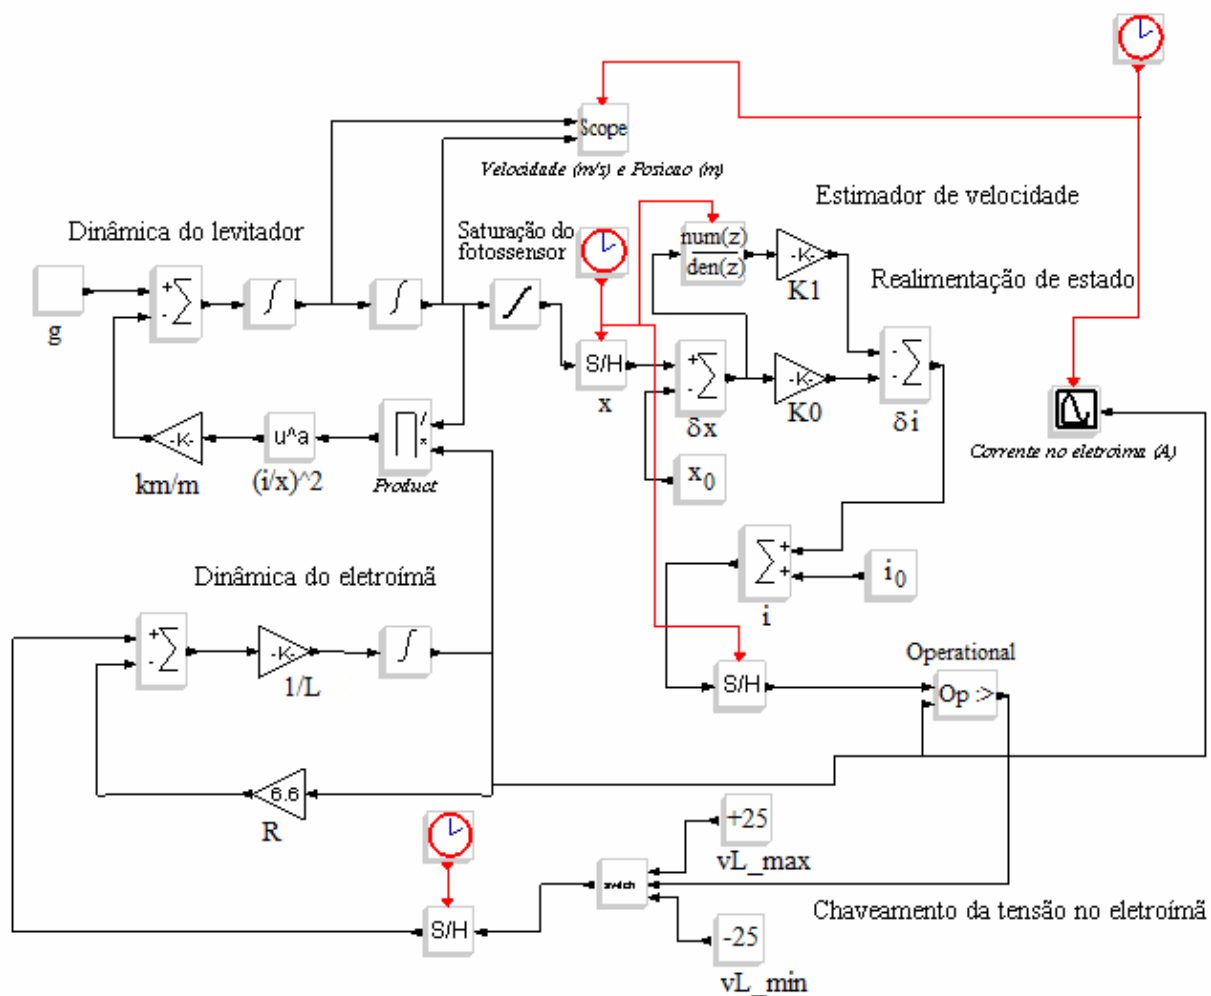 Scope
Velocidade (m/s) e Posicao (m)
Estimador de velocidade
Dinâmica do levitador
Saturação do
fotossensor
num(z)
den(z)
-K-
K1
Realimentação de estado
g
+
-
∑
∫
∫
S/H
x
+
-
∑
δx
-K-
K0
-
-
∑
δi
-K-
km/m
u^a
(i/x)^2
∏
/
×
Product
x0
Corrente no eletroima (A)
Dinâmica do eletroímã
∑
+
+
i
i0
+
-
∑
-K-
1/L
∫
S/H
Operational
Op :>
6.6
R
+25
vL_max
switch
S/H
-25
vL_min
Chaveamento da tensão no eletroímã